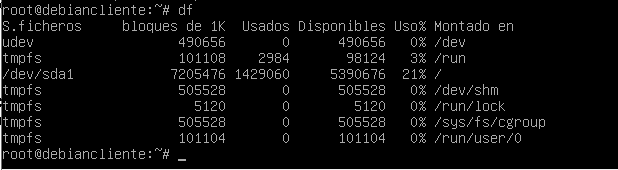 root@debiancliente:~# df
S.ficheros     bloques de 1K  Usados Disponibles Uso% Montado en
udev                  490656       0      490656   0% /dev
tmpfs                 101108    2984       98124   3% /run
/dev/sda1            7205476 1429060     5390676  21% /
tmpfs                 505528       0      505528   0% /dev/shm
tmpfs                   5120       0        5120   0% /run/lock
tmpfs                 505528       0      505528   0% /sys/fs/cgroup
tmpfs                 101104       0      101104   0% /run/user/0
root@debiancliente:~# _